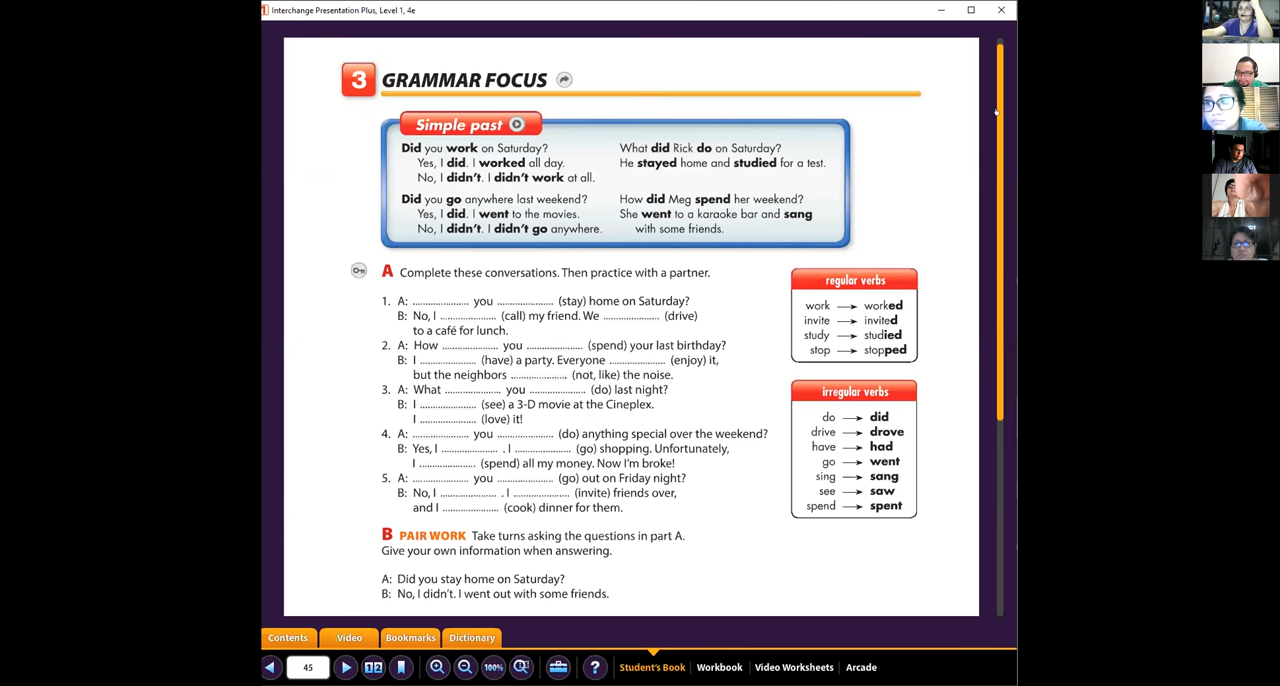 Interchange Presentation Plus, Level 1, 4e
3 GRAMMAR FOCUS
Simple past
Did you work on Saturday?
Yes, I did. I worked all day.
No, I didn't. I didn't work at all.
Did you go anywhere last weekend?
Yes, I did. I went to the movies.
No, I didn't. I didn't go anywhere.
What did Rick do on Saturday?
He stayed home and studied for a test.
How did Meg spend her weekend?
She went to a karaoke bar and sang
with some friends.
A Complete these conversations. Then practice with a partner.
1. A: .................... you .................... (stay) home on Saturday?
B: No, I .................... (call) my friend. We .................... (drive)
to a café for lunch.
2. A: How .................... you .................... (spend) your last birthday?
B: I .................... (have) a party. Everyone .................... (enjoy) it,
but the neighbors .................... (not, like) the noise.
3. A: What .................... you .................... (do) last night?
B: I .................... (see) a 3-D movie at the Cineplex.
I .................... (love) it!
4. A: .................... you .................... (do) anything special over the weekend?
B: Yes, I .................... . I .................... (go) shopping. Unfortunately,
I .................... (spend) all my money. Now I'm broke!
5. A: .................... you .................... (go) out on Friday night?
B: No, I .................... . I .................... (invite) friends over,
and I .................... (cook) dinner for them.
regular verbs
work → worked
invite → invited
study → studied
stop → stopped
irregular verbs
do → did
drive → drove
have → had
go → went
sing → sang
see → saw
spend → spent
B PAIR WORK Take turns asking the questions in part A.
Give your own information when answering.
A: Did you stay home on Saturday?
B: No, I didn't. I went out with some friends.
Contents Video Bookmarks Dictionary
45 1 2 100% ? Student's Book Workbook Video Worksheets Arcade